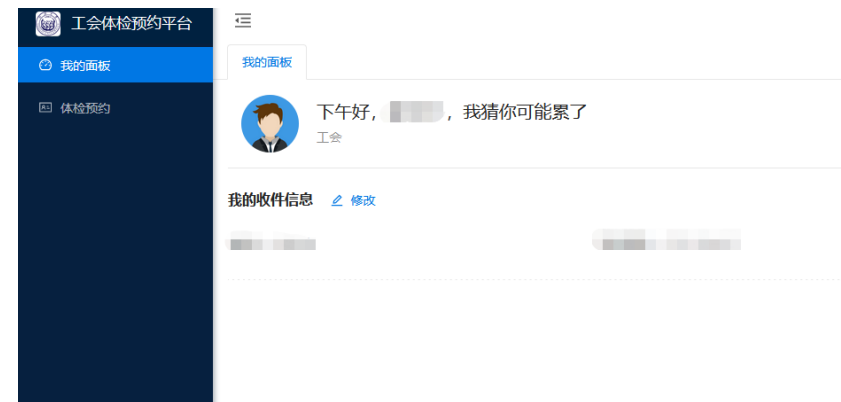 工会体检预约平台
我的面板
体检预约
我的面板
下午好, ，我猜你可能累了
工会
我的收件信息 修改